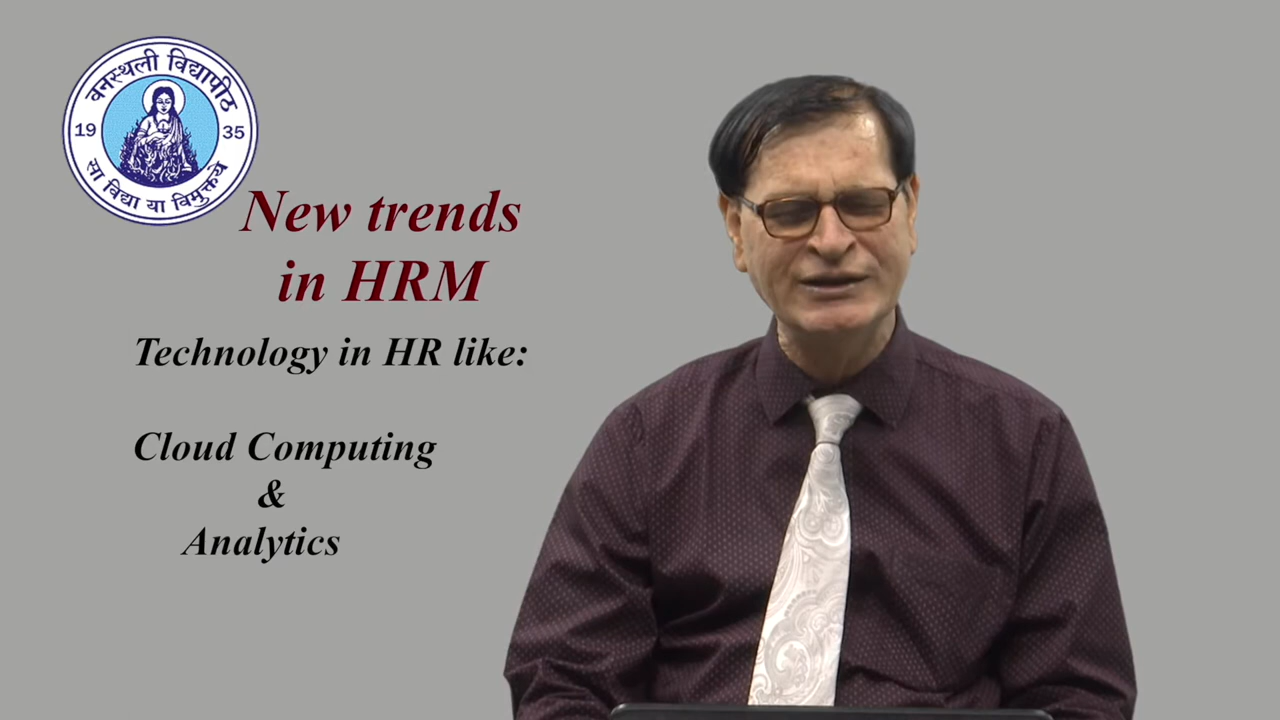 वनस्थली विद्यापीठ
19 35
सा विद्या या विमुक्तये
New trends
in HRM
Technology in HR like:
Cloud Computing
&
Analytics